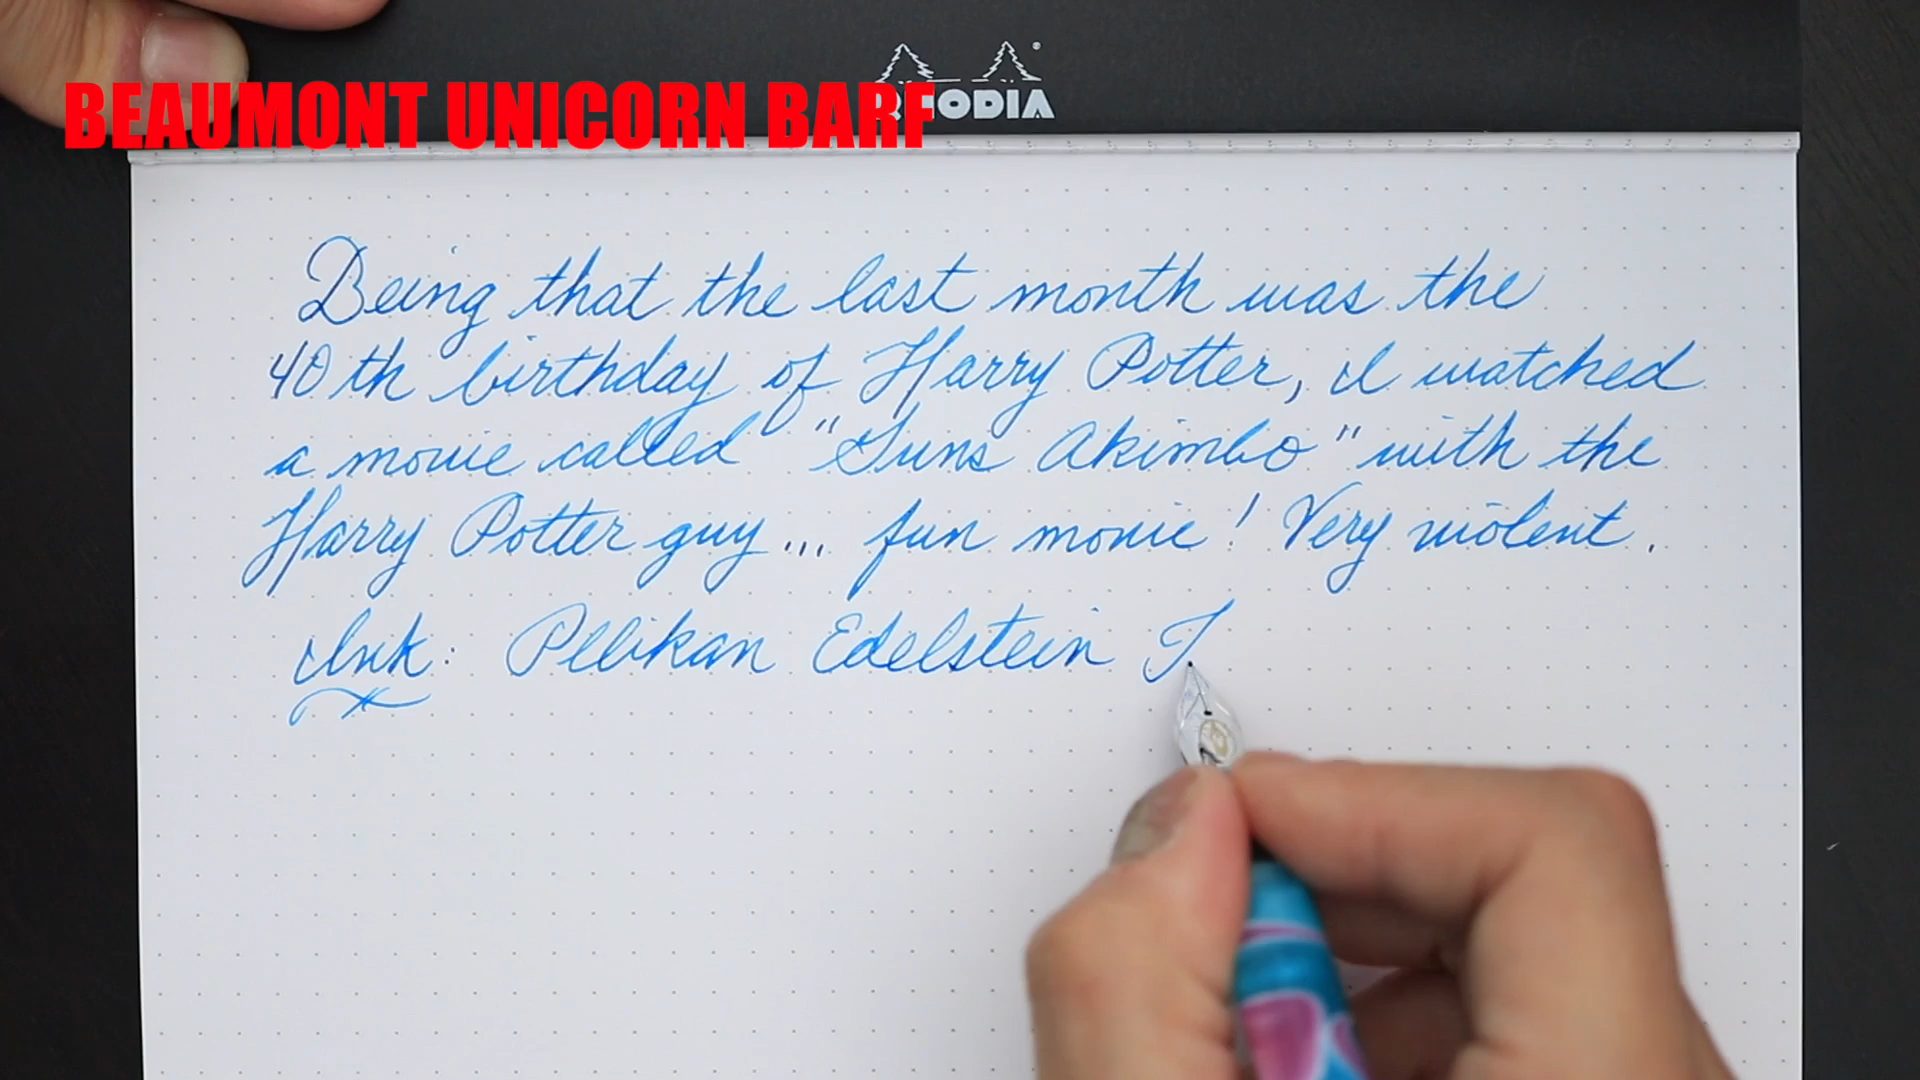 RHODIA
BEAUMONT UNICORN BARF
Being that the last month was the
40th birthday of Harry Potter, I watched
a movie called "Guns Akimbo" with the
Harry Potter guy... fun movie! Very violent.
Ink: Pelikan Edelstein T